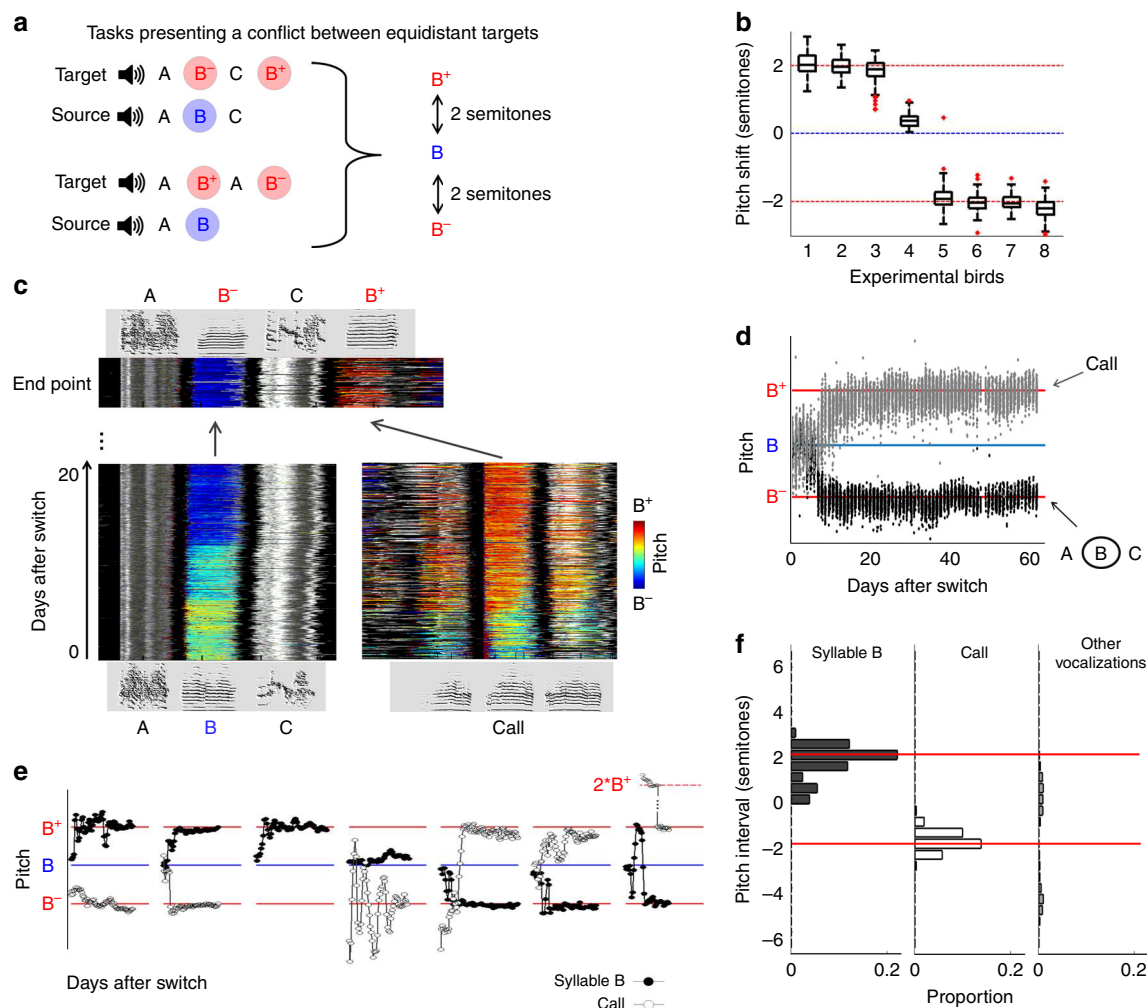 a
Tasks presenting a conflict between equidistant targets
Target A B⁻ C B⁺
Source A B C
Target A B⁺ A B⁻
Source A B
B⁺
2 semitones
B
2 semitones
B⁻
b
Pitch shift (semitones)
2
0
−2
1 2 3 4 5 6 7 8
Experimental birds
c
A B⁻ C B⁺
End point
...
Days after switch
20
0
B⁺
Pitch
B⁻
A B C
Call
d
Pitch
B⁺
B
B⁻
Call
A B C
0 20 40 60
Days after switch
e
Pitch
B⁺
B
B⁻
2*B⁺
Days after switch
Syllable B
Call
f
Syllable B
Call
Other
vocalizations
Pitch interval (semitones)
6
4
2
0
−2
−4
−6
0 0.2 0 0.2 0 0.2
Proportion